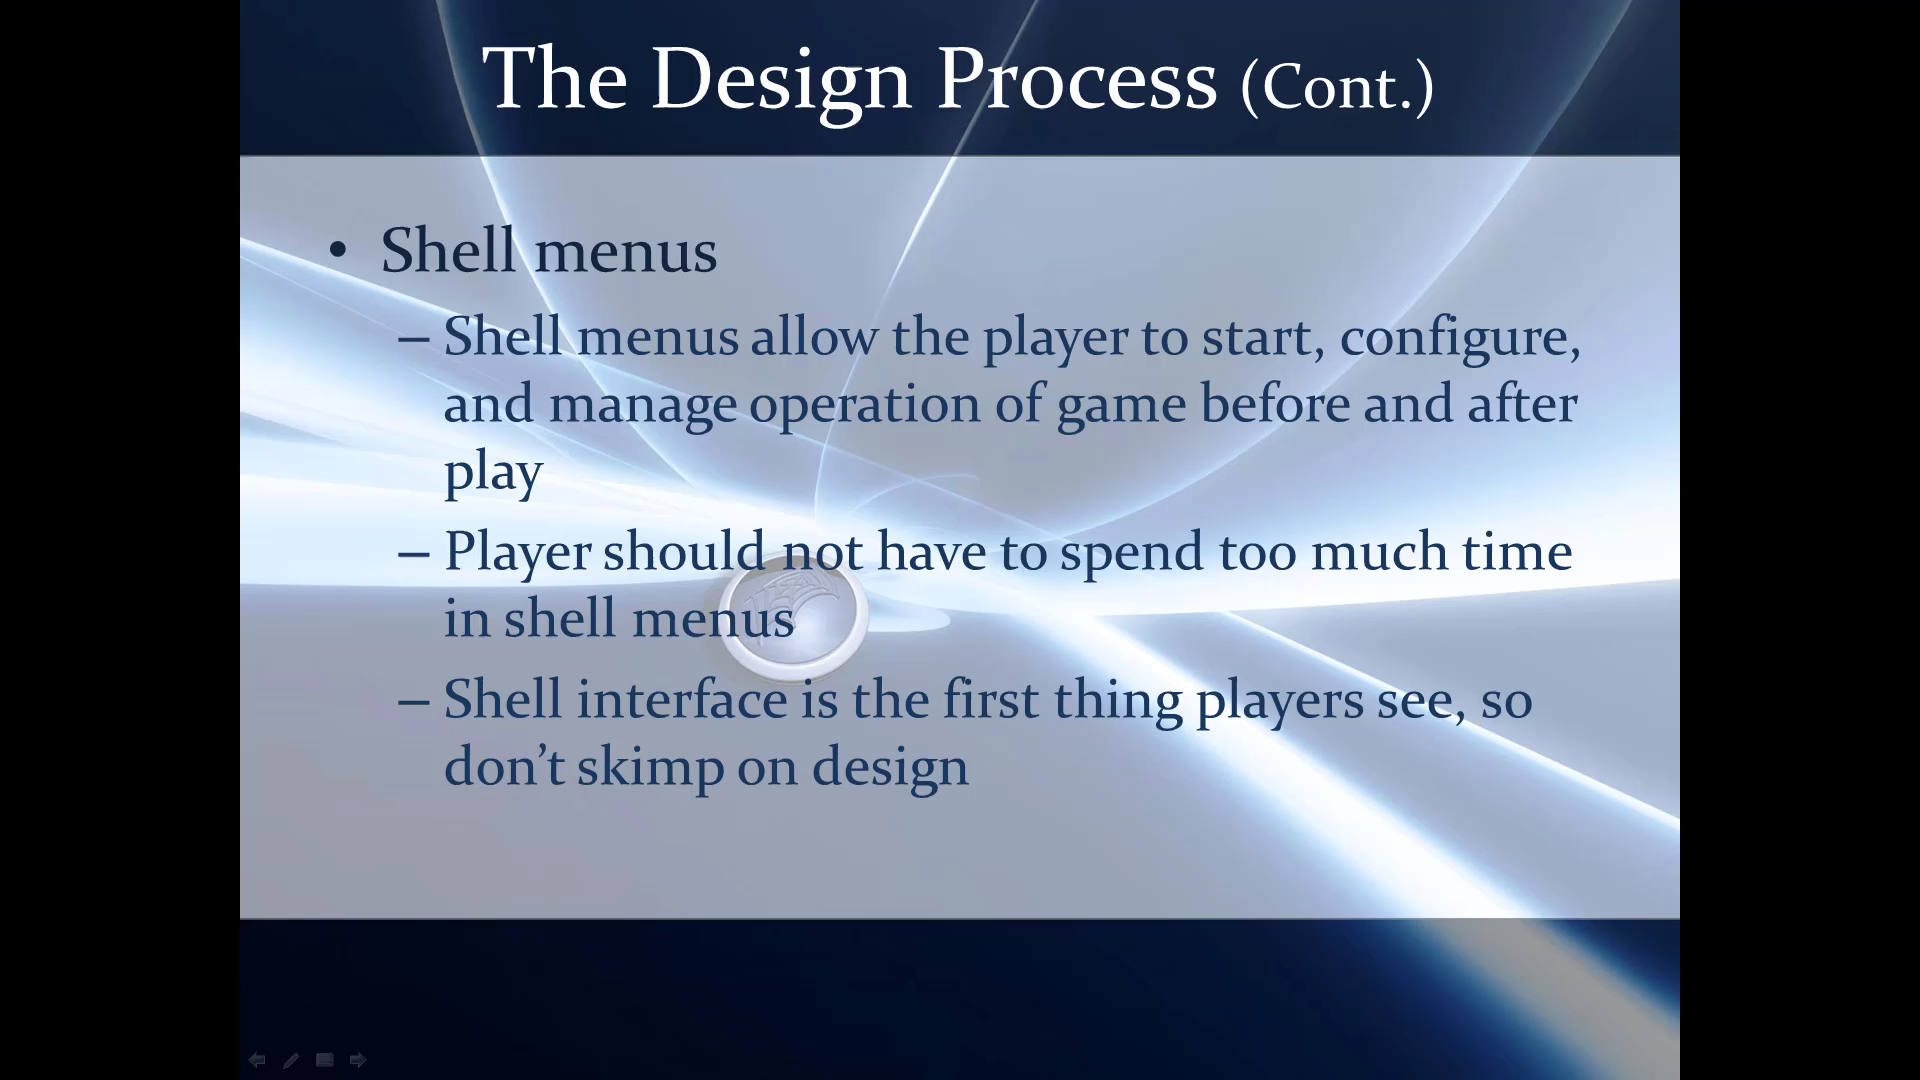 The Design Process (Cont.)
• Shell menus
– Shell menus allow the player to start, configure,
and manage operation of game before and after
play
– Player should not have to spend too much time
in shell menus
– Shell interface is the first thing players see, so
don’t skimp on design